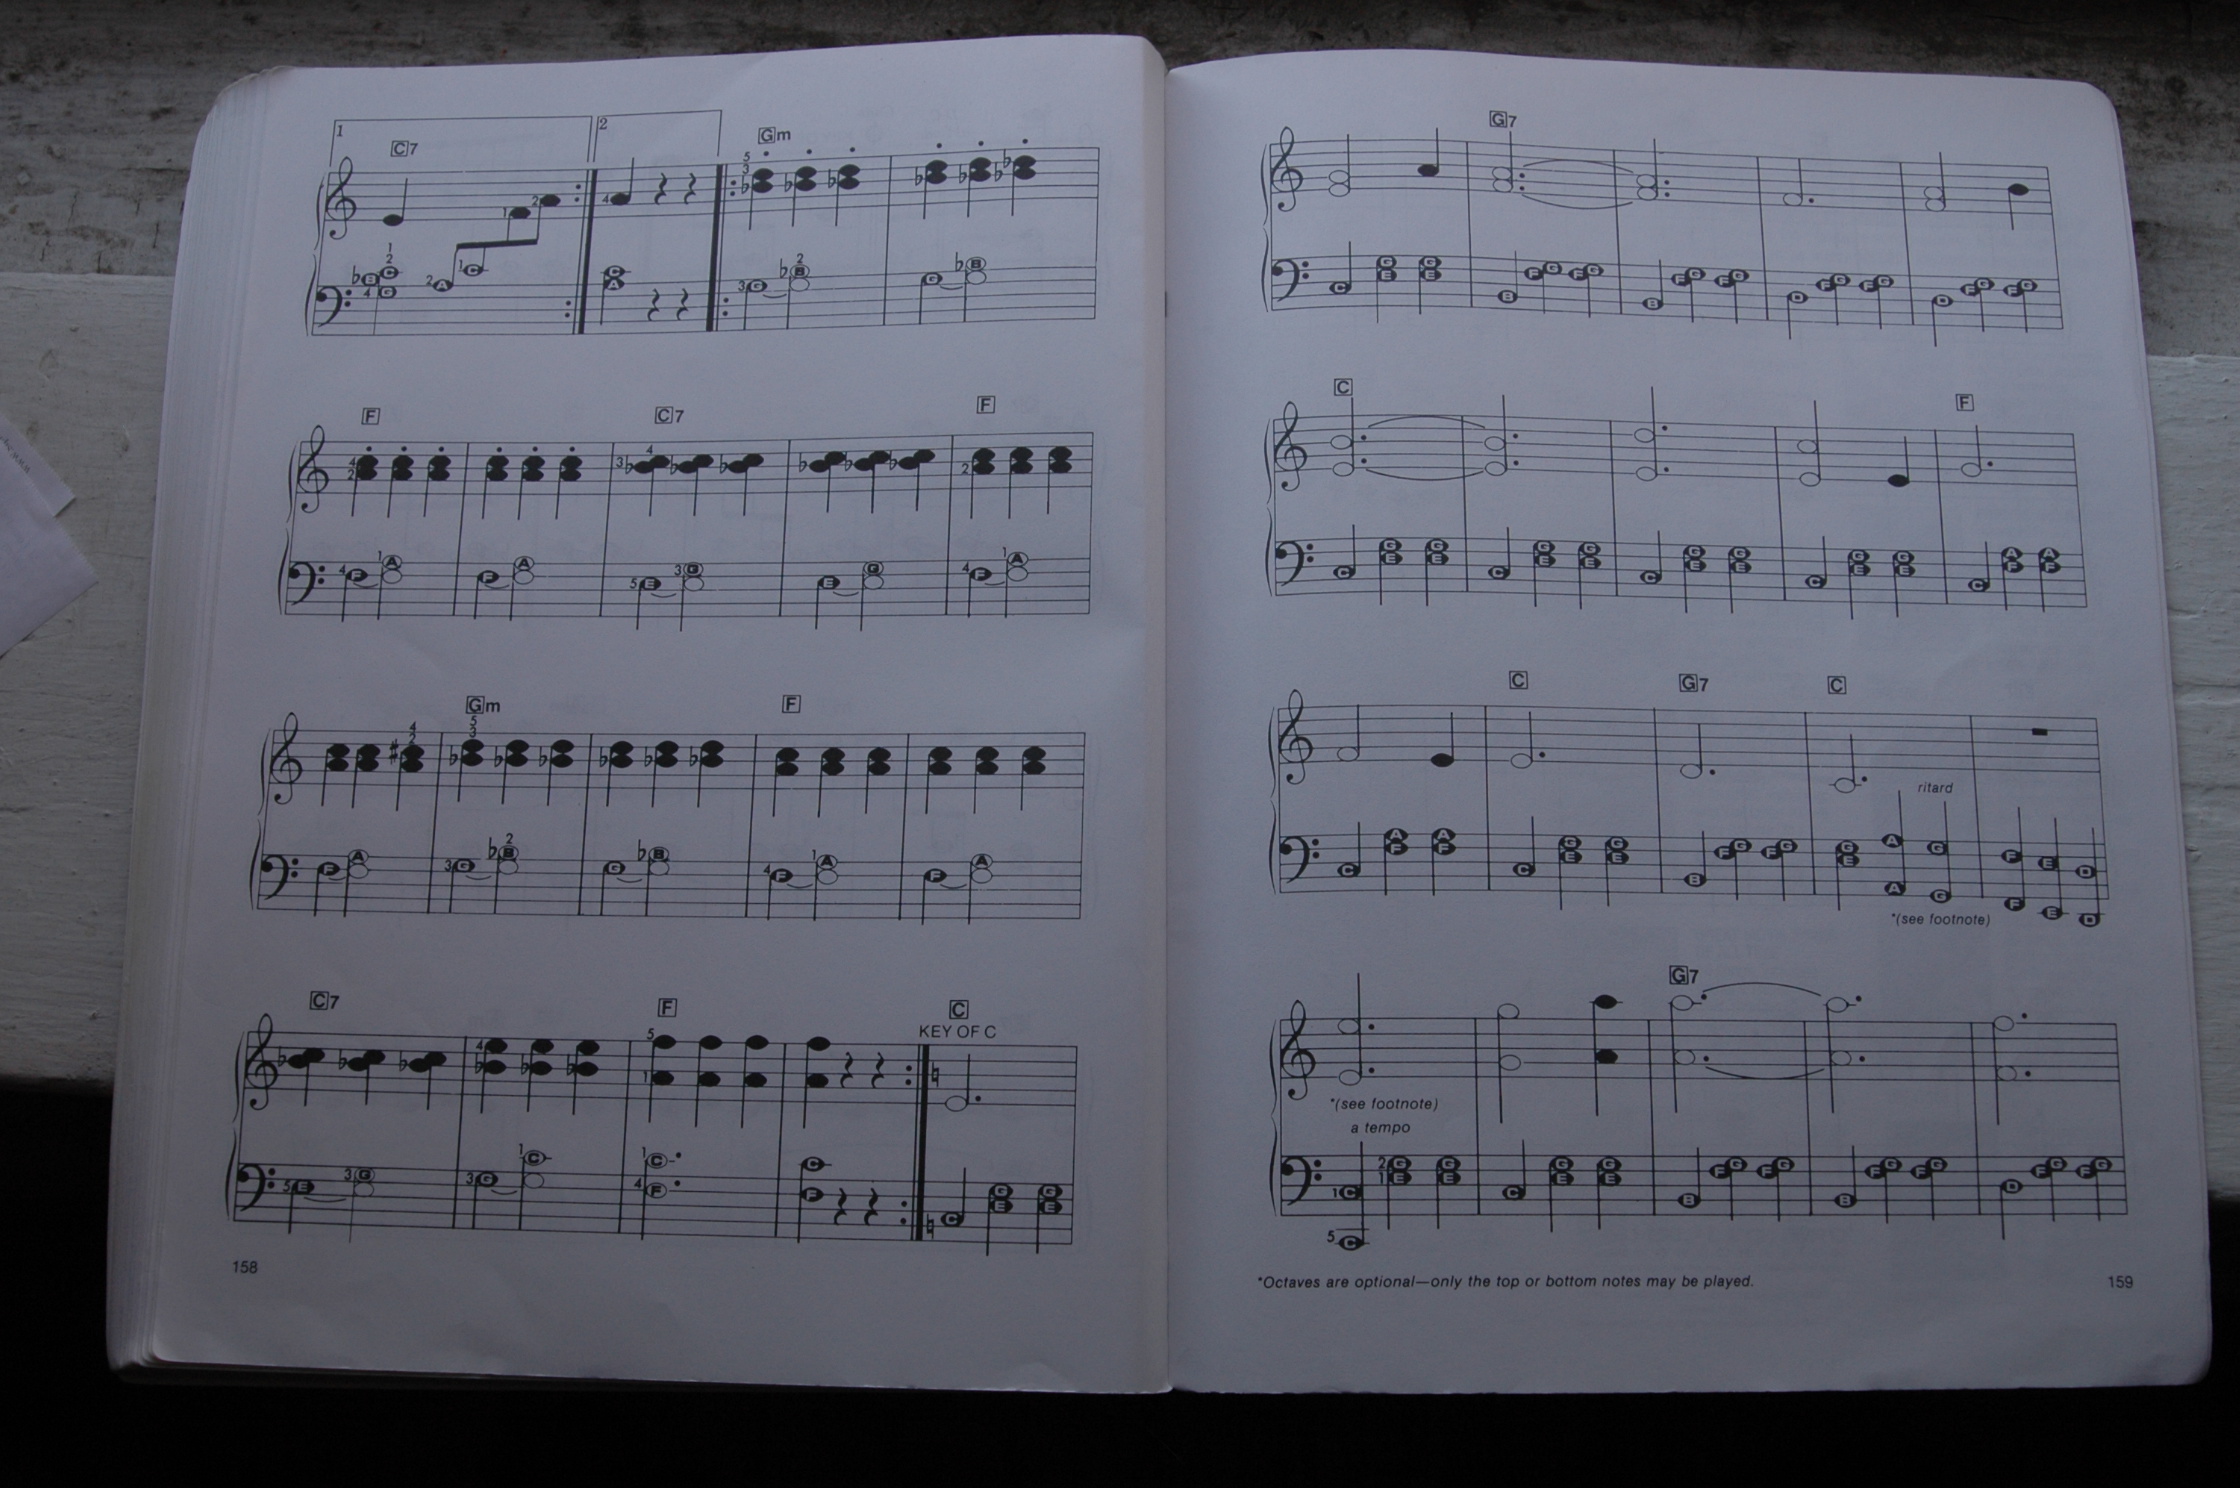 1 2
C7 Gm
F C7 F
Gm F
C7 F C
KEY OF C
158
G7
C F
C G7 C
ritard
*(see footnote)
G7
*(see footnote)
a tempo
*Octaves are optional—only the top or bottom notes may be played.
159